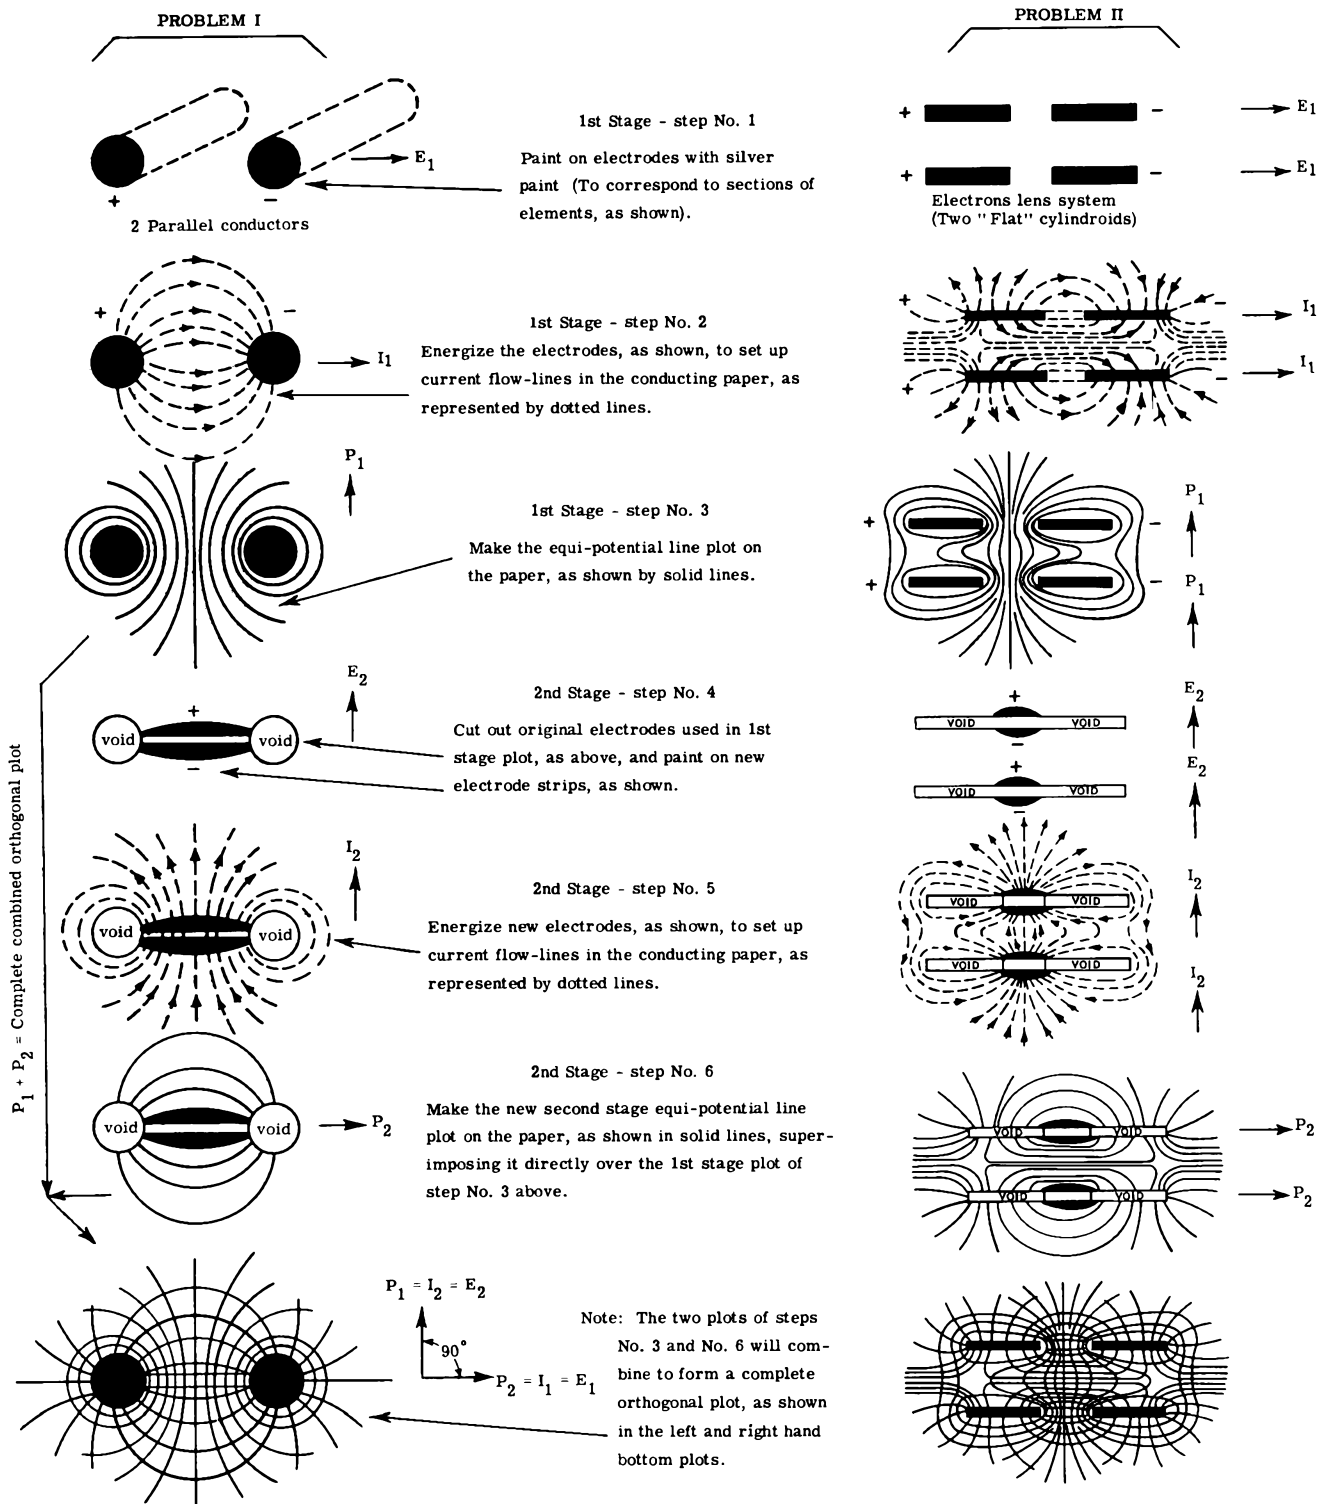 PROBLEM I
PROBLEM II
+
−
E1
2 Parallel conductors
1st Stage - step No. 1
Paint on electrodes with silver
paint (To correspond to sections of
elements, as shown).
+ − E1
+ − E1
Electrons lens system
(Two "Flat" cylindroids)
+ −
I1
1st Stage - step No. 2
Energize the electrodes, as shown, to set up
current flow-lines in the conducting paper, as
represented by dotted lines.
+ − I1
+ − I1
P1
1st Stage - step No. 3
Make the equi-potential line plot on
the paper, as shown by solid lines.
P1
+ −
+ − P1
E2
+
void void
−
2nd Stage - step No. 4
Cut out original electrodes used in 1st
stage plot, as above, and paint on new
electrode strips, as shown.
+ E2
VOID VOID
−
+ E2
VOID VOID
−
I2
void void
2nd Stage - step No. 5
Energize new electrodes, as shown, to set up
current flow-lines in the conducting paper, as
represented by dotted lines.
I2
VOID VOID
VOID VOID
I2
P1 + P2 = Complete combined orthogonal plot
void void
P2
2nd Stage - step No. 6
Make the new second stage equi-potential line
plot on the paper, as shown in solid lines, super-
imposing it directly over the 1st stage plot of
step No. 3 above.
VOID VOID P2
VOID VOID P2
P1 = I2 = E2
90°
P2 = I1 = E1
Note: The two plots of steps
No. 3 and No. 6 will com-
bine to form a complete
orthogonal plot, as shown
in the left and right hand
bottom plots.